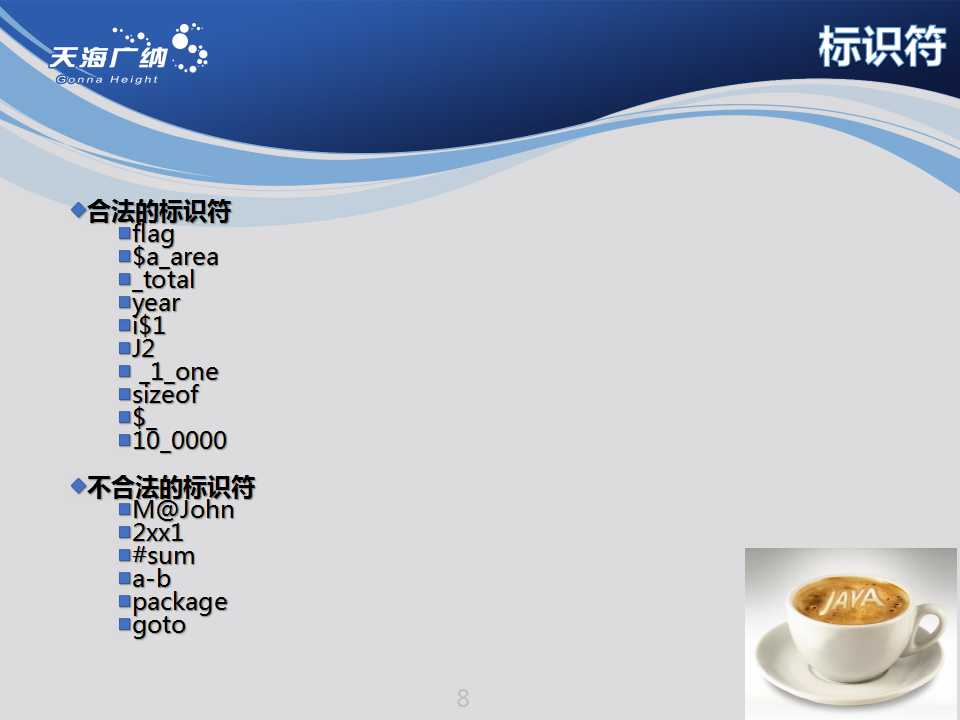 天海广纳
Gonna Height
标识符
合法的标识符
flag
$a_area
_total
year
i$1
J2
_1_one
sizeof
$_
10_0000
不合法的标识符
M@John
2xx1
#sum
a-b
package
goto
JAVA
8